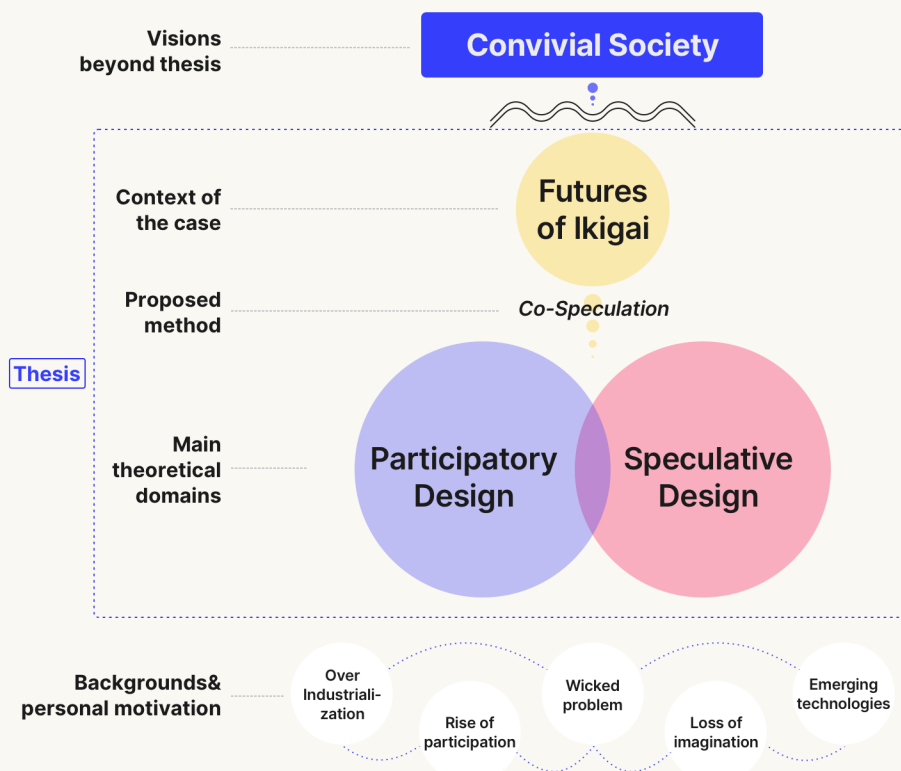 Visions
beyond thesis
Convivial Society
Context of
the case
Futures
of Ikigai
Proposed
method
Co-Speculation
Thesis
Main
theoretical
domains
Participatory
Design
Speculative
Design
Backgrounds&
personal motivation
Over
Industriali-
zation
Rise of
participation
Wicked
problem
Loss of
imagination
Emerging
technologies